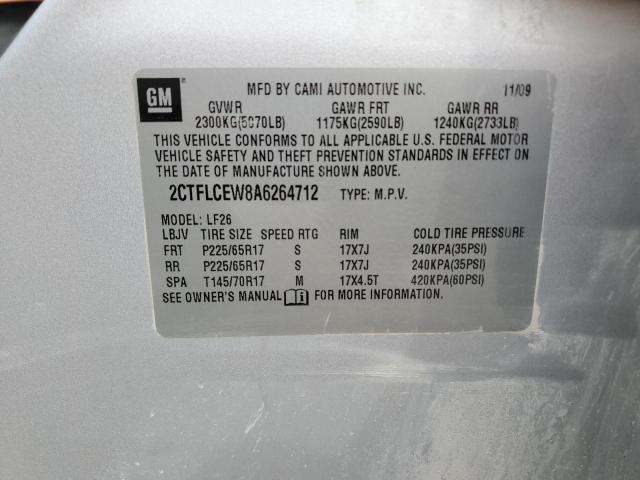 GM
MFD BY CAMI AUTOMOTIVE INC. 11/09
GVWR GAWR FRT GAWR RR
2300KG(5070LB) 1175KG(2590LB) 1240KG(2733LB)
THIS VEHICLE CONFORMS TO ALL APPLICABLE U.S. FEDERAL MOTOR
VEHICLE SAFETY AND THEFT PREVENTION STANDARDS IN EFFECT ON
THE DATE OF MANUFACTURE SHOWN ABOVE.
2CTFLCEW8A6264712 TYPE: M.P.V.
MODEL: LF26
LBJV TIRE SIZE SPEED RTG RIM COLD TIRE PRESSURE
FRT P225/65R17 S 17X7J 240KPA(35PSI)
RR P225/65R17 S 17X7J 240KPA(35PSI)
SPA T145/70R17 M 17X4.5T 420KPA(60PSI)
SEE OWNER'S MANUAL FOR MORE INFORMATION.